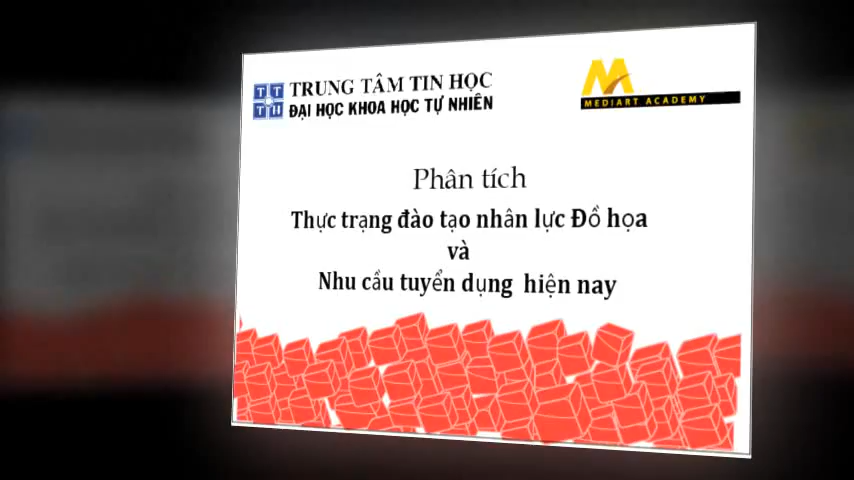 TRUNG TÂM TIN HỌC
ĐẠI HỌC KHOA HỌC TỰ NHIÊN
T T
T H
M
MEDIART ACADEMY
Phân tích
Thực trạng đào tạo nhân lực Đồ họa
và
Nhu cầu tuyển dụng hiện nay